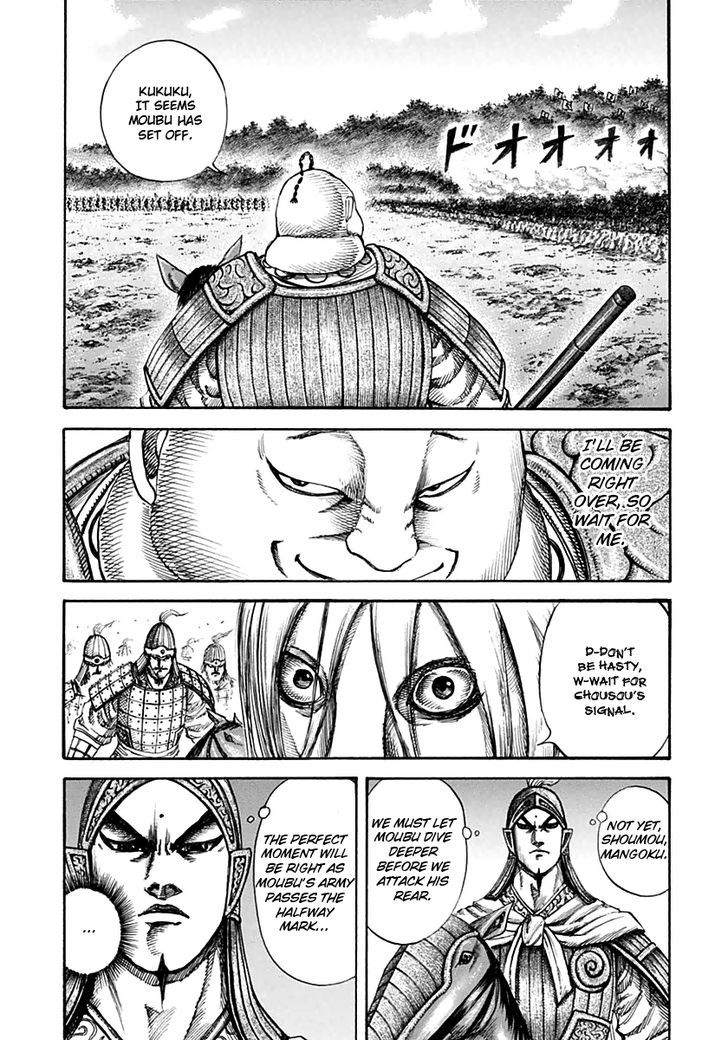 KUKUKU,
IT SEEMS
MOUBU HAS
SET OFF.
ドオオオオ
I'LL BE
COMING
RIGHT
OVER, SO
WAIT FOR
ME.
D-DON'T
BE HASTY,
W-WAIT FOR
CHOUSOU'S
SIGNAL.
NOT YET,
SHOUMOU,
MANGOKU.
WE MUST LET
MOUBU DIVE
DEEPER
BEFORE WE
ATTACK HIS
REAR.
THE PERFECT
MOMENT WILL
BE RIGHT AS
MOUBU'S ARMY
PASSES THE
HALFWAY
MARK...
...